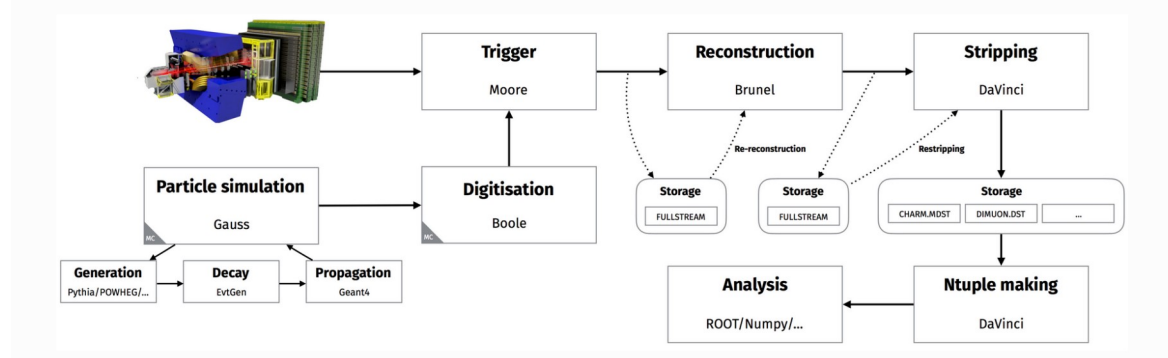 Trigger
Moore
Reconstruction
Brunel
Stripping
DaVinci
Re-reconstruction
Restripping
Particle simulation
Gauss
MC
Digitisation
Boole
MC
Storage
FULLSTREAM
Storage
FULLSTREAM
Storage
CHARM.MDST
DIMUON.DST
...
Generation
Pythia/POWHEG/...
Decay
EvtGen
Propagation
Geant4
Analysis
ROOT/Numpy/...
Ntuple making
DaVinci